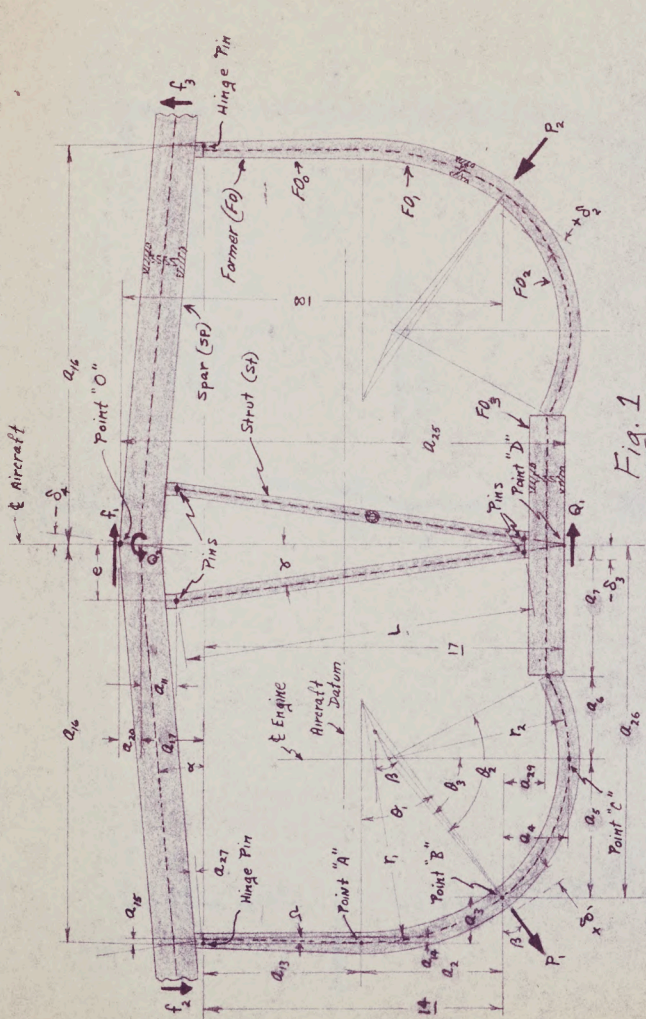 ℄ Aircraft
a16
a16
e
-δ4
f1
Point "O"
Q2
f2
f3
a15
a20
a17
a11
α
a27
Hinge Pin
Hinge Pin
Pins
Spar (SP)
Former (FO)
Strut (St)
FO0
FO1
FO2
FO3
8
a25
γ
L
17
℄ Engine
Aircraft
Datum
Ω
a13
14
Point "A"
Point "B"
Point "C"
Pins
Point "D"
r1
r2
θ1
θ2
θ3
β
β
a14
a2
a3
a4
a29
a5
a6
a7
-δ3
a26
Q1
P1
P2
x δ1
x δ2
Fig. 1